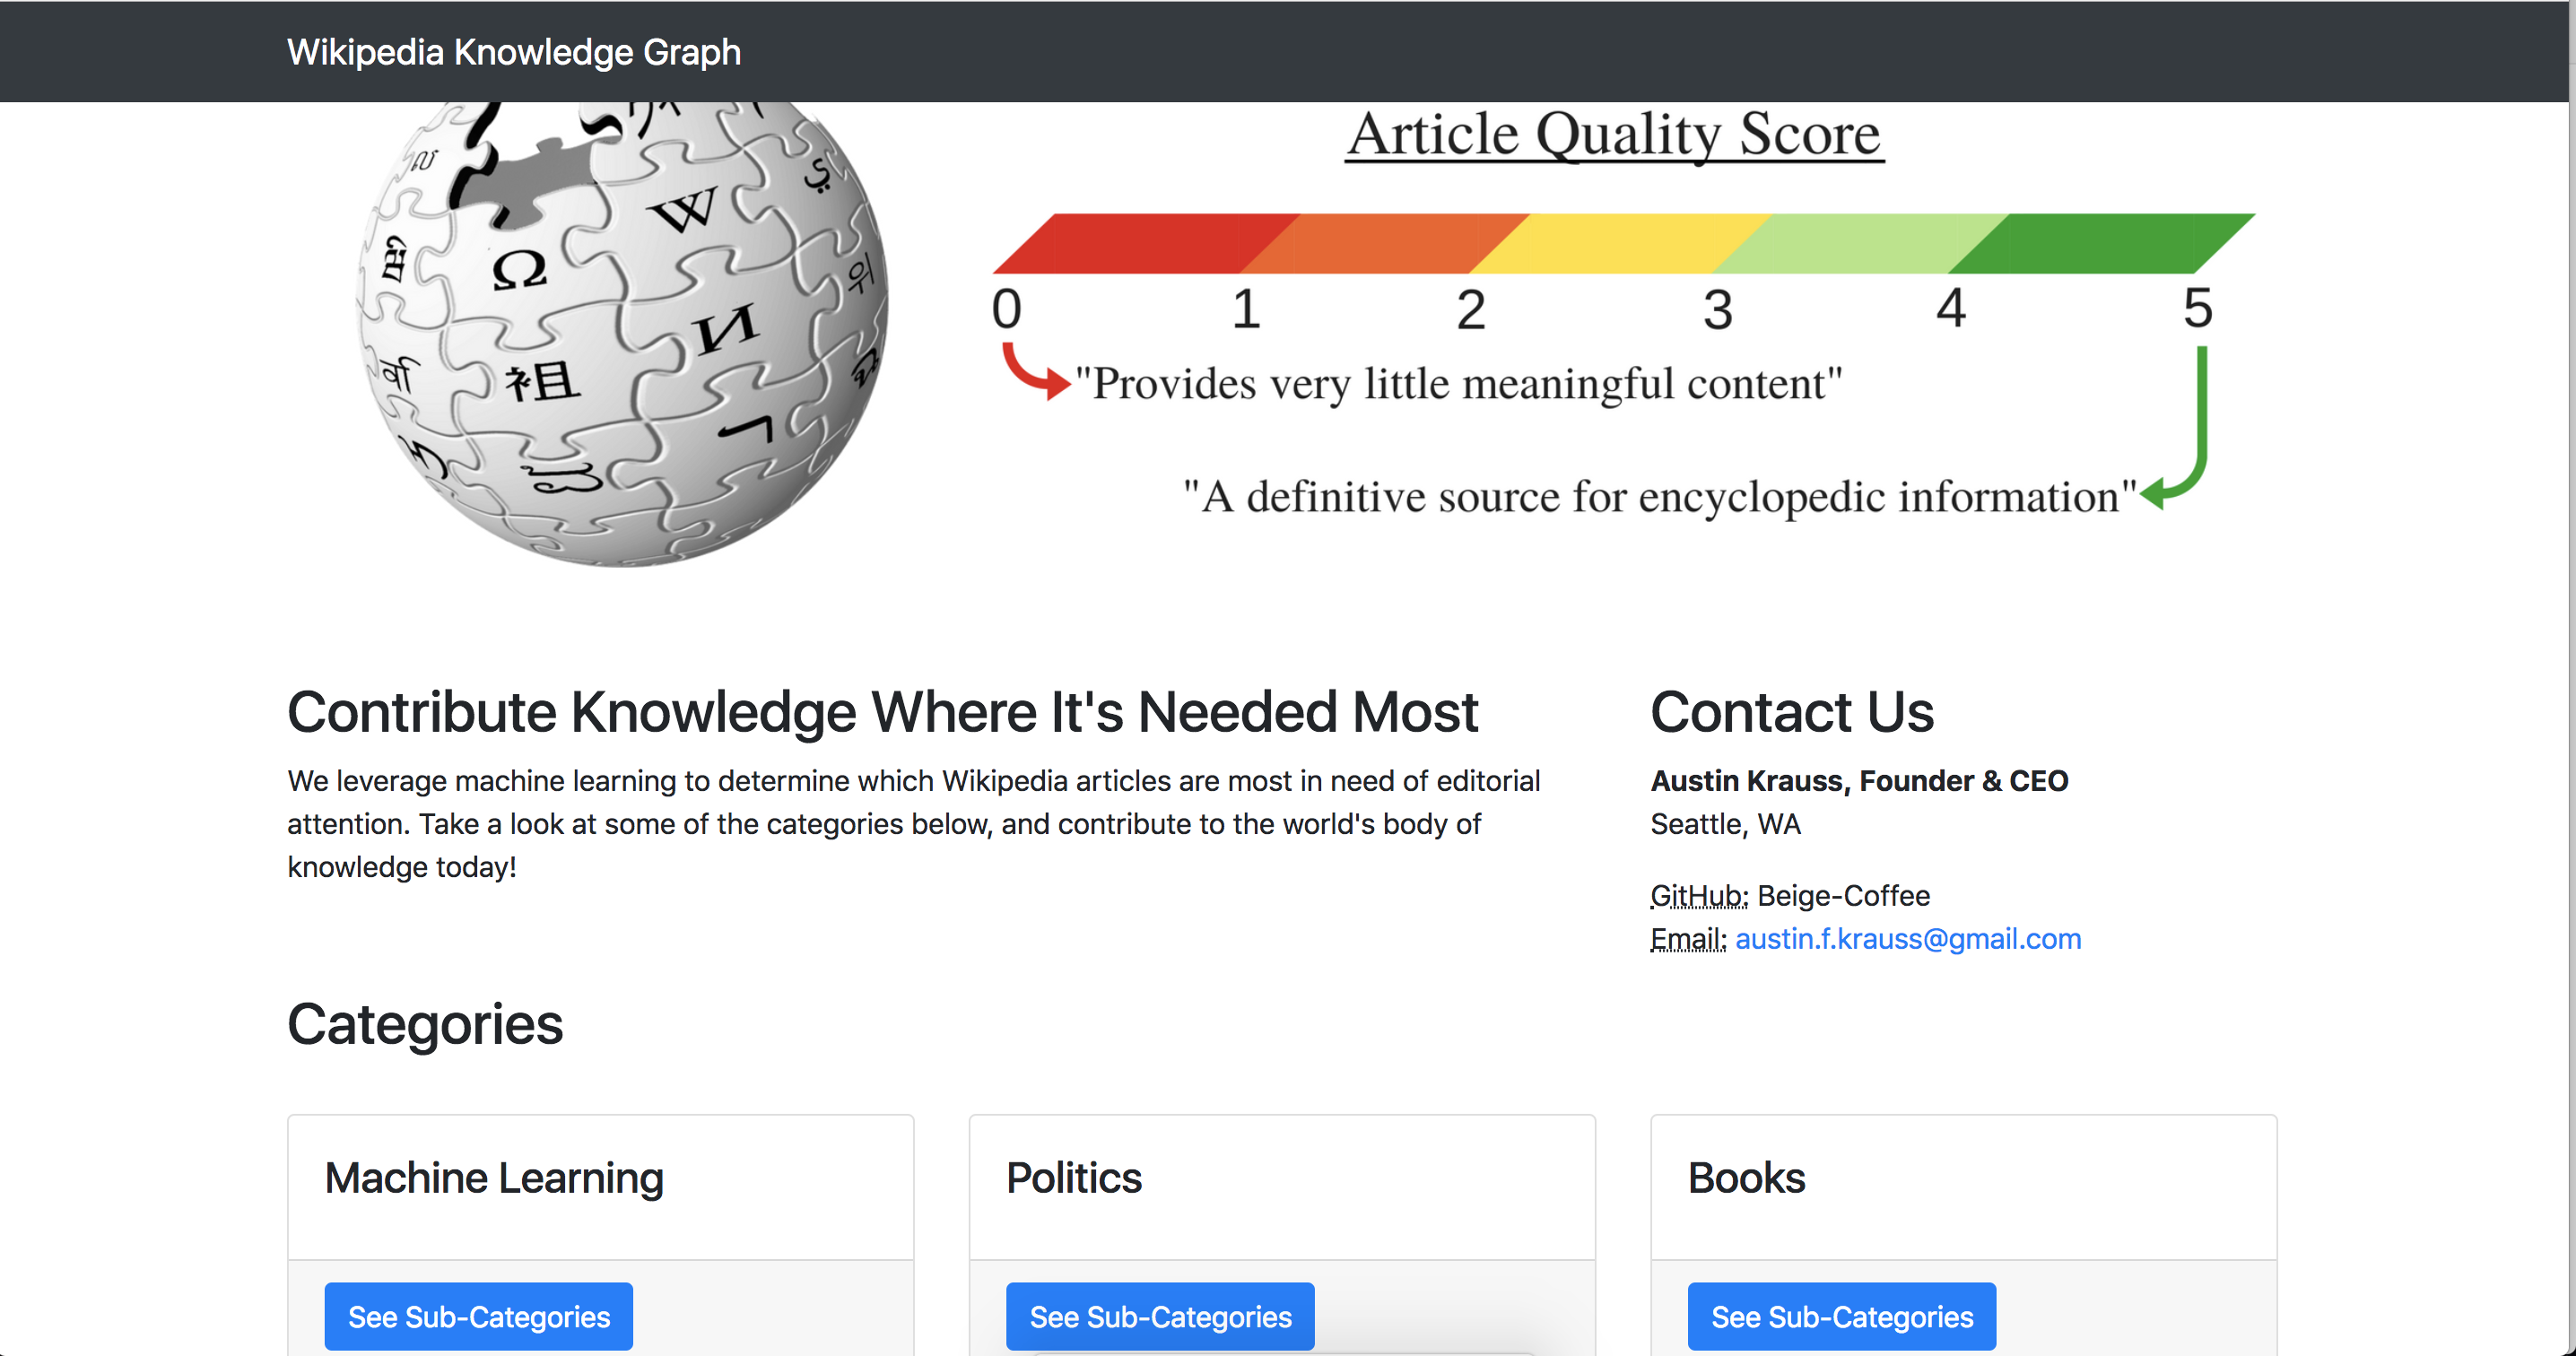 Wikipedia Knowledge Graph
Ω
W
И
祖
위
Article Quality Score
0 1 2 3 4 5
"Provides very little meaningful content"
"A definitive source for encyclopedic information"
Contribute Knowledge Where It's Needed Most
We leverage machine learning to determine which Wikipedia articles are most in need of editorial
attention. Take a look at some of the categories below, and contribute to the world's body of
knowledge today!
Contact Us
Austin Krauss, Founder & CEO
Seattle, WA
GitHub: Beige-Coffee
Email: austin.f.krauss@gmail.com
Categories
Machine Learning
See Sub-Categories
Politics
See Sub-Categories
Books
See Sub-Categories